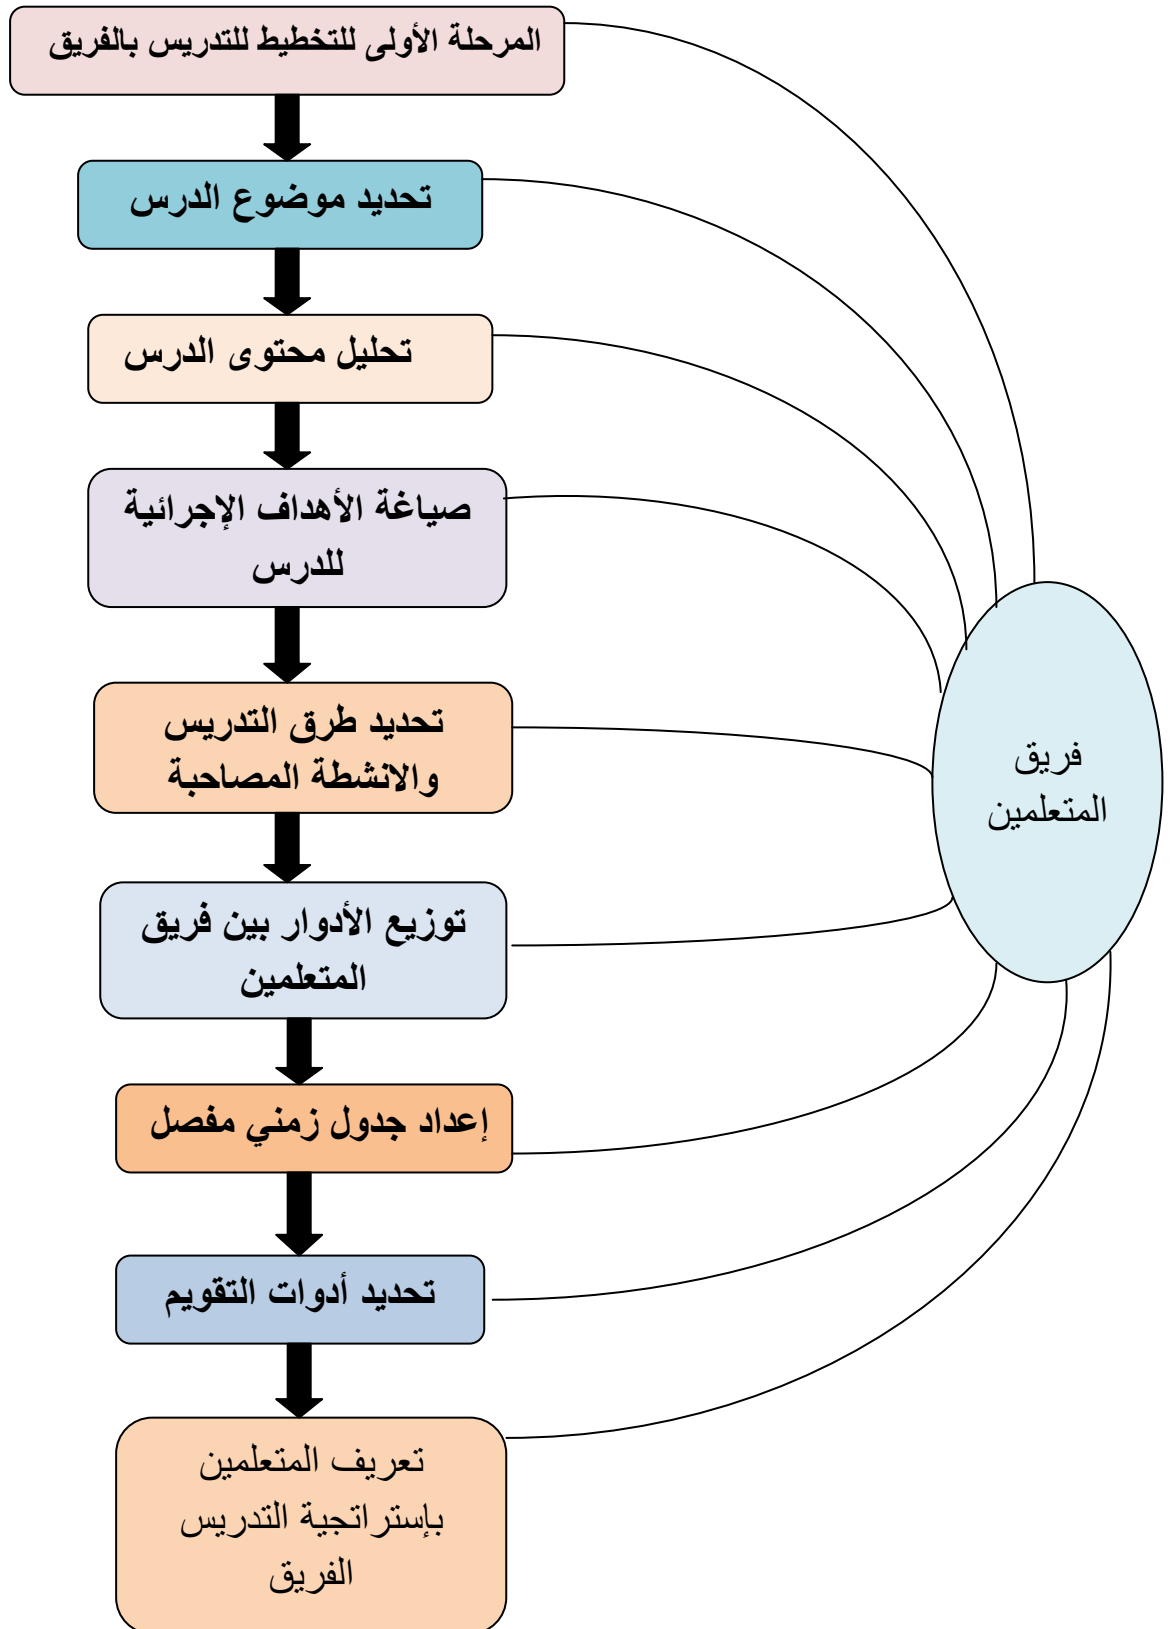 المرحلة الأولى للتخطيط للتدريس بالفريق
تحديد موضوع الدرس
تحليل محتوى الدرس
صياغة الأهداف الإجرائية
للدرس
تحديد طرق التدريس
والانشطة المصاحبة
فريق
المتعلمين
توزيع الأدوار بين فريق
المتعلمين
إعداد جدول زمني مفصل
تحديد أدوات التقويم
تعريف المتعلمين
بإستراتجية التدريس
الفريق